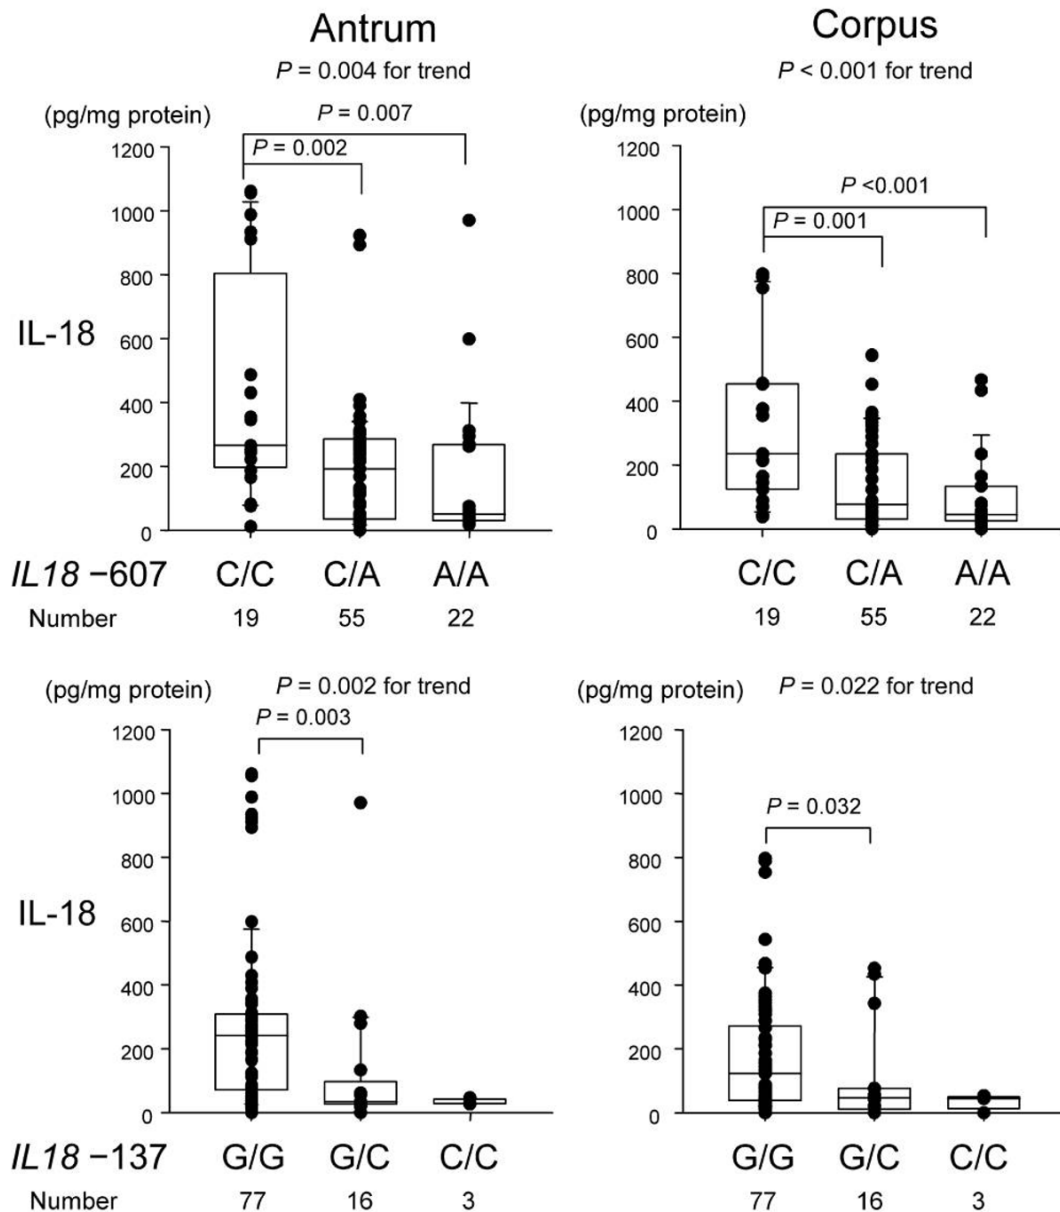 Antrum
P = 0.004 for trend
(pg/mg protein)
P = 0.007
P = 0.002
1200
1000
800
600
400
200
0
IL-18
IL18 −607 C/C C/A A/A
Number 19 55 22
Corpus
P < 0.001 for trend
(pg/mg protein)
P <0.001
P = 0.001
1200
1000
800
600
400
200
0
C/C C/A A/A
19 55 22
(pg/mg protein)
P = 0.002 for trend
P = 0.003
1200
1000
800
600
400
200
0
IL-18
IL18 −137 G/G G/C C/C
Number 77 16 3
(pg/mg protein)
P = 0.022 for trend
P = 0.032
1200
1000
800
600
400
200
0
G/G G/C C/C
77 16 3